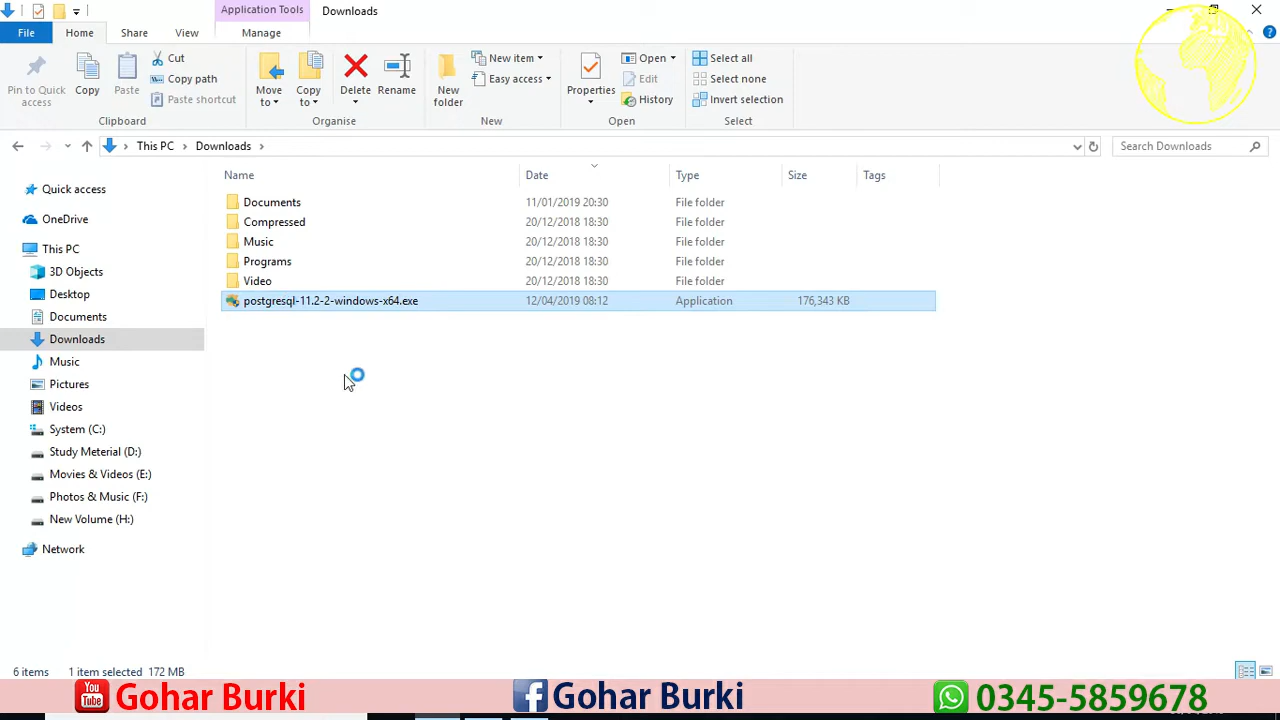 Application Tools
Downloads
File
Home
Share
View
Manage
Pin to Quick access
Copy
Paste
Cut
Copy path
Paste shortcut
Clipboard
Move to
Copy to
Delete
Rename
Organise
New folder
New item
Easy access
New
Properties
Open
Edit
History
Open
Select all
Select none
Invert selection
Select
This PC > Downloads >
Search Downloads
Quick access
OneDrive
This PC
3D Objects
Desktop
Documents
Downloads
Music
Pictures
Videos
System (C:)
Study Meterial (D:)
Movies & Videos (E:)
Photos & Music (F:)
New Volume (H:)
Network
Name Date Type Size Tags
Documents 11/01/2019 20:30 File folder
Compressed 20/12/2018 18:30 File folder
Music 20/12/2018 18:30 File folder
Programs 20/12/2018 18:30 File folder
Video 20/12/2018 18:30 File folder
postgresql-11.2-2-windows-x64.exe 12/04/2019 08:12 Application 176,343 KB
6 items 1 item selected 172 MB
You Tube Gohar Burki
Gohar Burki
0345-5859678